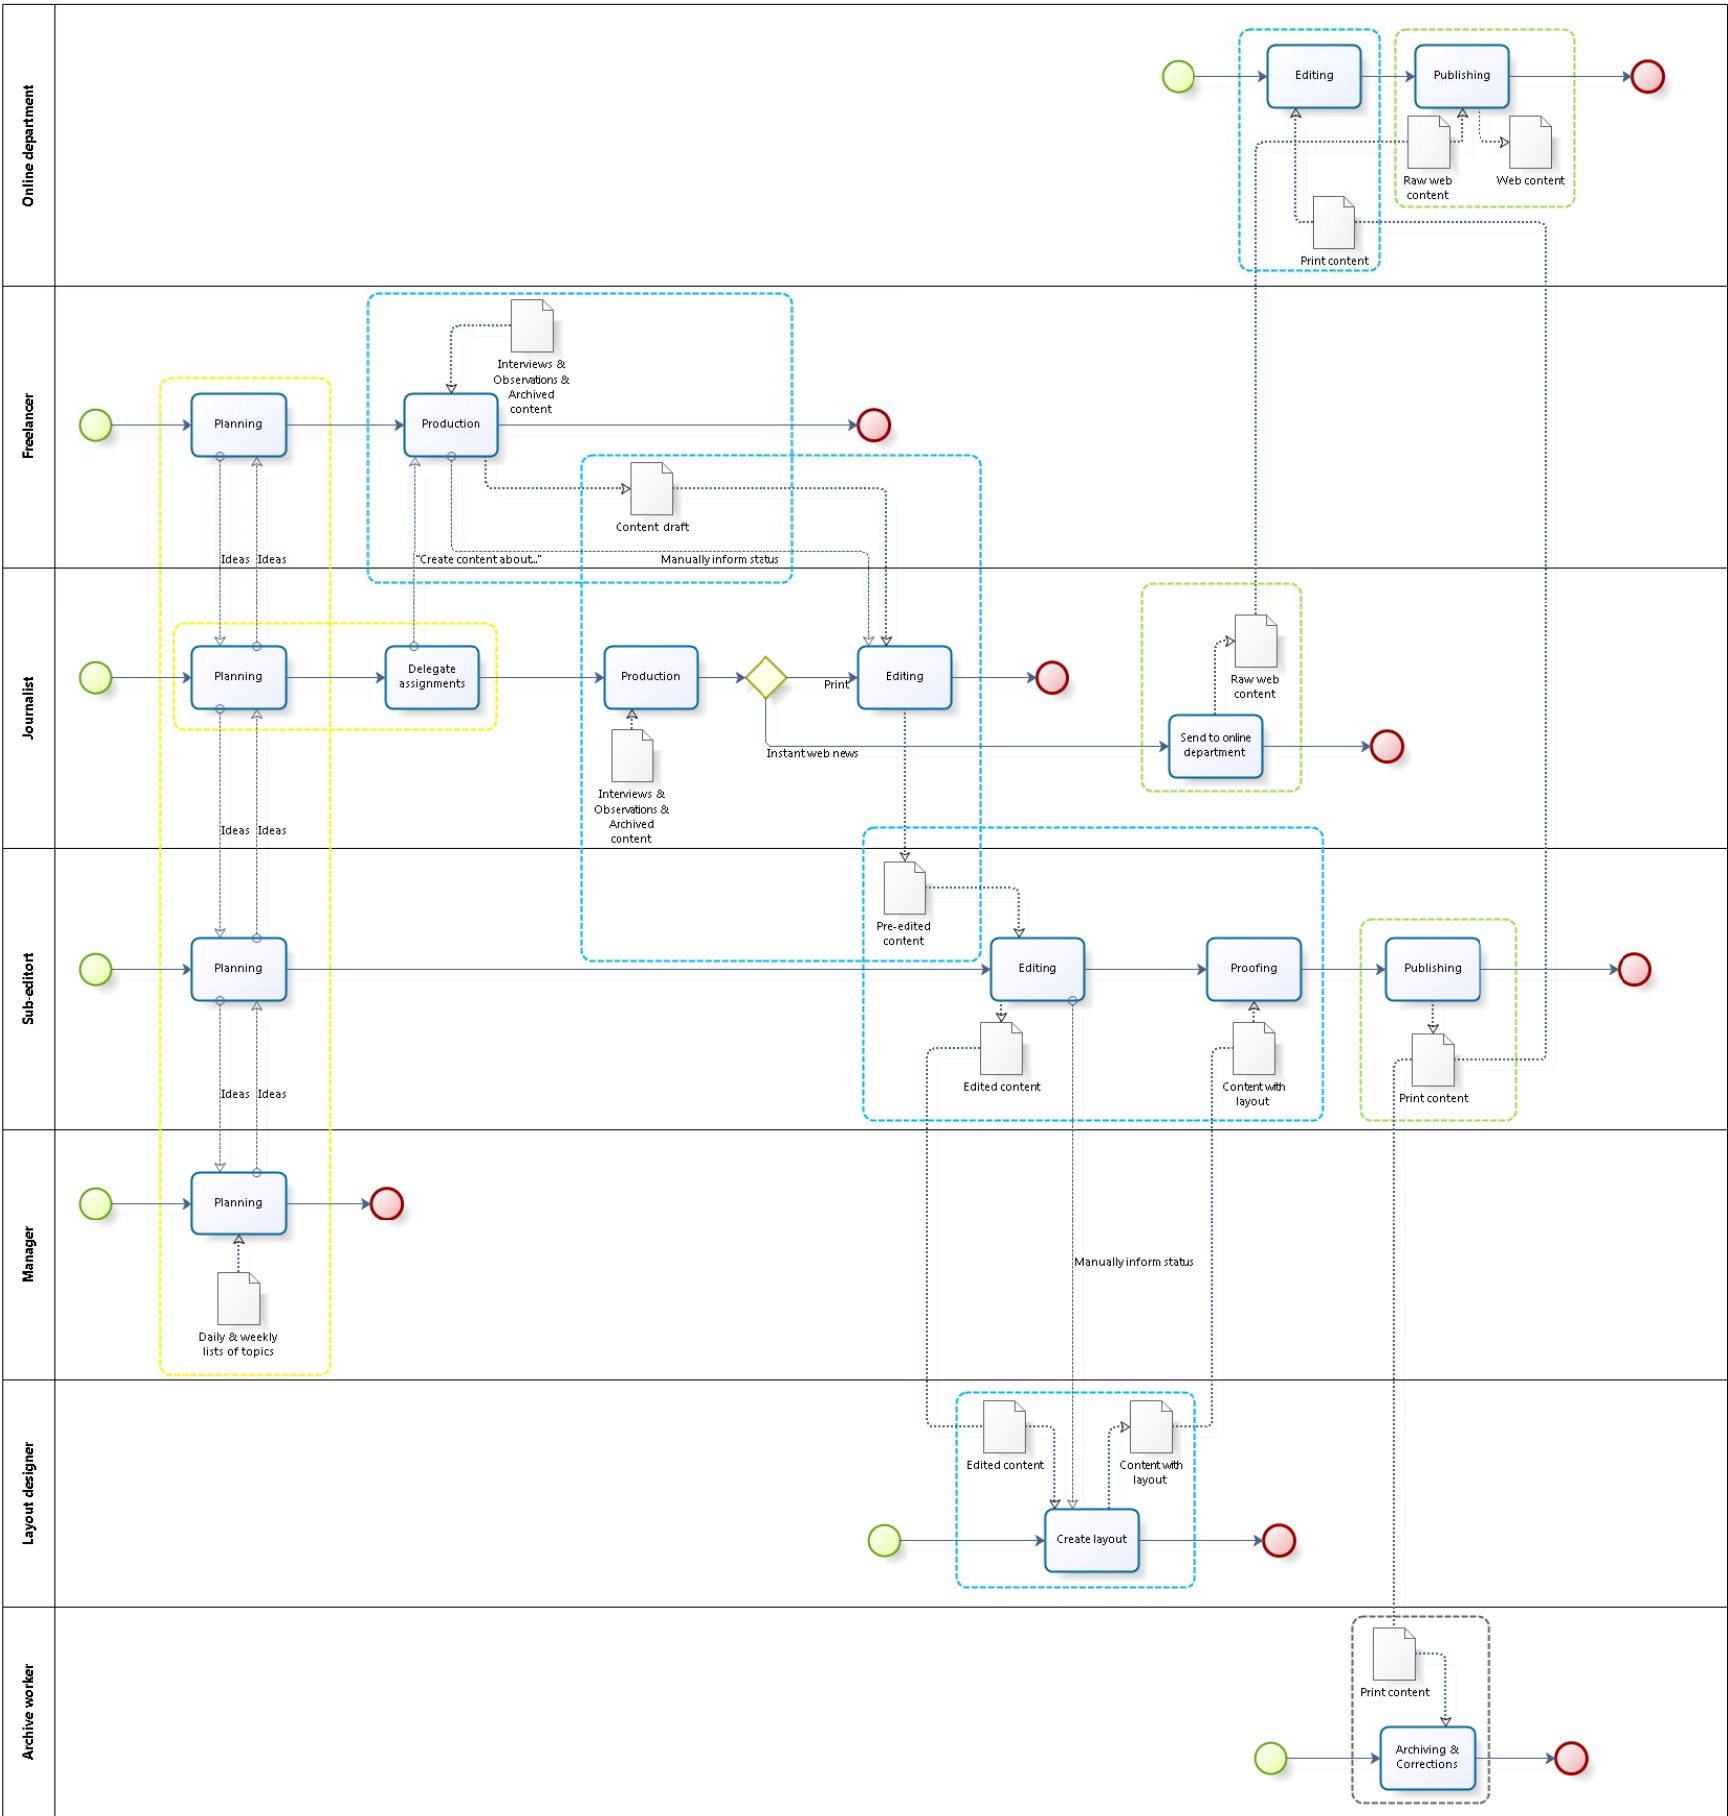 Online department
Editing
Publishing
Raw web
content
Web content
Print content
Freelancer
Interviews &
Observations &
Archived
content
Planning
Production
Content draft
Ideas
Ideas
"Create content about..."
Manually inform status
Journalist
Planning
Delegate
assignments
Production
Print
Editing
Raw web
content
Send to online
department
Instant web news
Interviews &
Observations &
Archived
content
Ideas
Ideas
Sub-editort
Pre-edited
content
Planning
Editing
Proofing
Publishing
Edited content
Content with
layout
Print content
Ideas
Ideas
Manager
Planning
Manually inform status
Daily & weekly
lists of topics
Layout designer
Edited content
Content with
layout
Create layout
Archive worker
Print content
Archiving &
Corrections